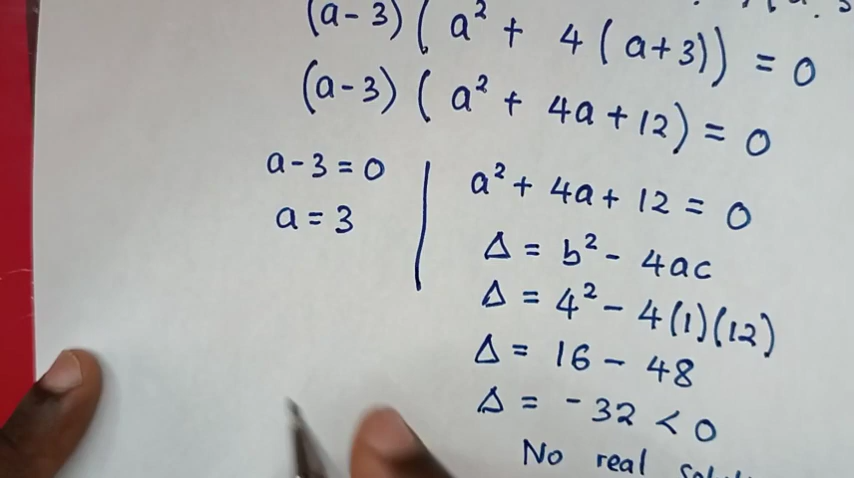 (a-3)(a² + 4(a+3)) = 0
(a-3)(a² + 4a+12) = 0
a-3 = 0
a = 3
a² + 4a + 12 = 0
Δ = b² - 4ac
Δ = 4² - 4(1)(12)
Δ = 16 - 48
Δ = -32 < 0
No real